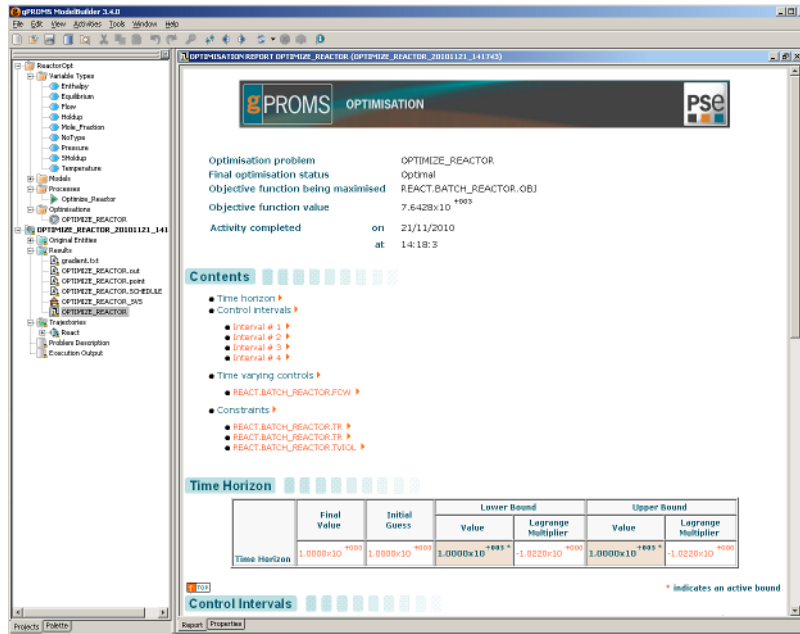 gPROMS ModelBuilder 3.4.0
File Edit View Activities Tools Window Help
ReactorOpt
Variable Types
Enthalpy
Equilibrium
Flow
Holdup
Mole_Fraction
NoType
Pressure
SHoldup
Temperature
Models
Processes
Optimize_Reactor
Optimisations
OPTIMIZE_REACTOR
OPTIMIZE_REACTOR_20101121_141
Original Entities
Results
gradient.txt
OPTIMIZE_REACTOR.out
OPTIMIZE_REACTOR.point
OPTIMIZE_REACTOR.SCHEDULE
OPTIMIZE_REACTOR_SVS
OPTIMIZE_REACTOR
Trajectories
React
Problem Description
Execution Output
Projects Palette
OPTIMISATION REPORT OPTIMIZE_REACTOR (OPTIMIZE_REACTOR_20101121_141743)
gPROMS OPTIMISATION PSe
Optimisation problem OPTIMIZE_REACTOR
Final optimisation status Optimal
Objective function being maximised REACT.BATCH_REACTOR.OBJ
Objective function value 7.6428x10 +003
Activity completed on 21/11/2010
at 14:18:3
Contents
Time horizon
Control intervals
Interval # 1
Interval # 2
Interval # 3
Interval # 4
Time varying controls
REACT.BATCH_REACTOR.FCW
Constraints
REACT.BATCH_REACTOR.TR
REACT.BATCH_REACTOR.TR
REACT.BATCH_REACTOR.TVIOL
Time Horizon
Final Value Initial Guess Lower Bound Upper Bound
Value Lagrange Multiplier Value Lagrange Multiplier
Time Horizon 1.0000x10 +003 1.0000x10 +003 1.0000x10 +003 * -1.0220x10 +000 1.0000x10 +003 * -1.0220x10 +000
TOP * indicates an active bound
Control Intervals
Report Properties